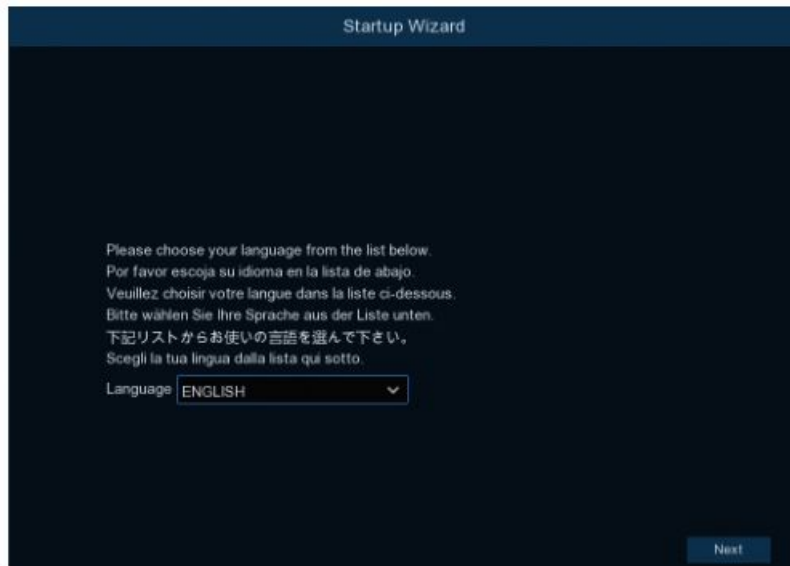 Startup Wizard
Please choose your language from the list below.
Por favor escoja su idioma en la lista de abajo.
Veuillez choisir votre langue dans la liste ci-dessous.
Bitte wählen Sie Ihre Sprache aus der Liste unten.
下記リストからお使いの言語を選んで下さい。
Scegli la tua lingua dalla lista qui sotto.
Language ENGLISH
Next